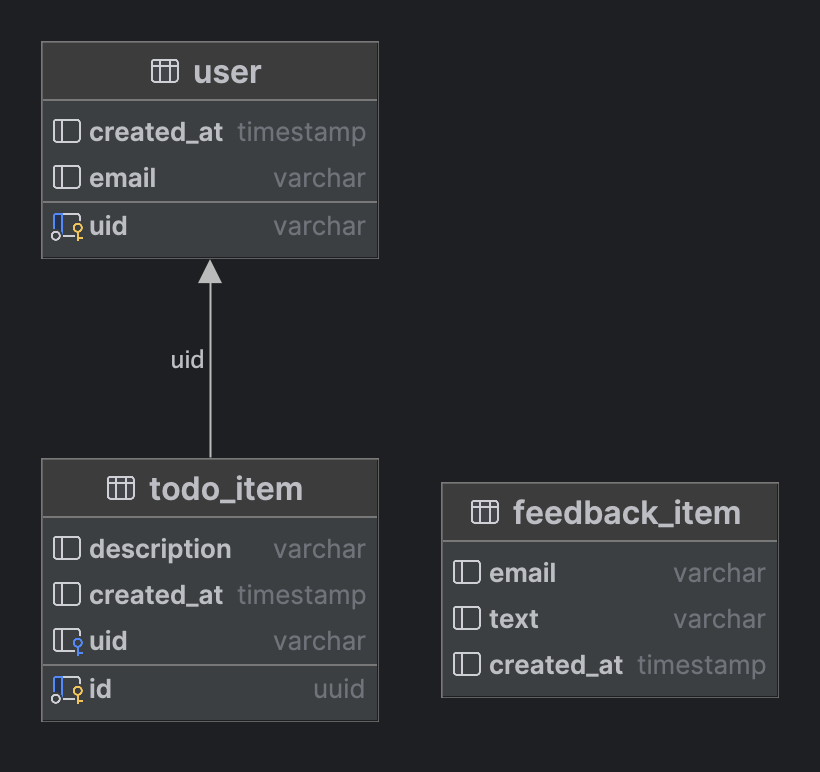 user
created_at timestamp
email varchar
uid varchar
uid
todo_item
description varchar
created_at timestamp
uid varchar
id uuid
feedback_item
email varchar
text varchar
created_at timestamp